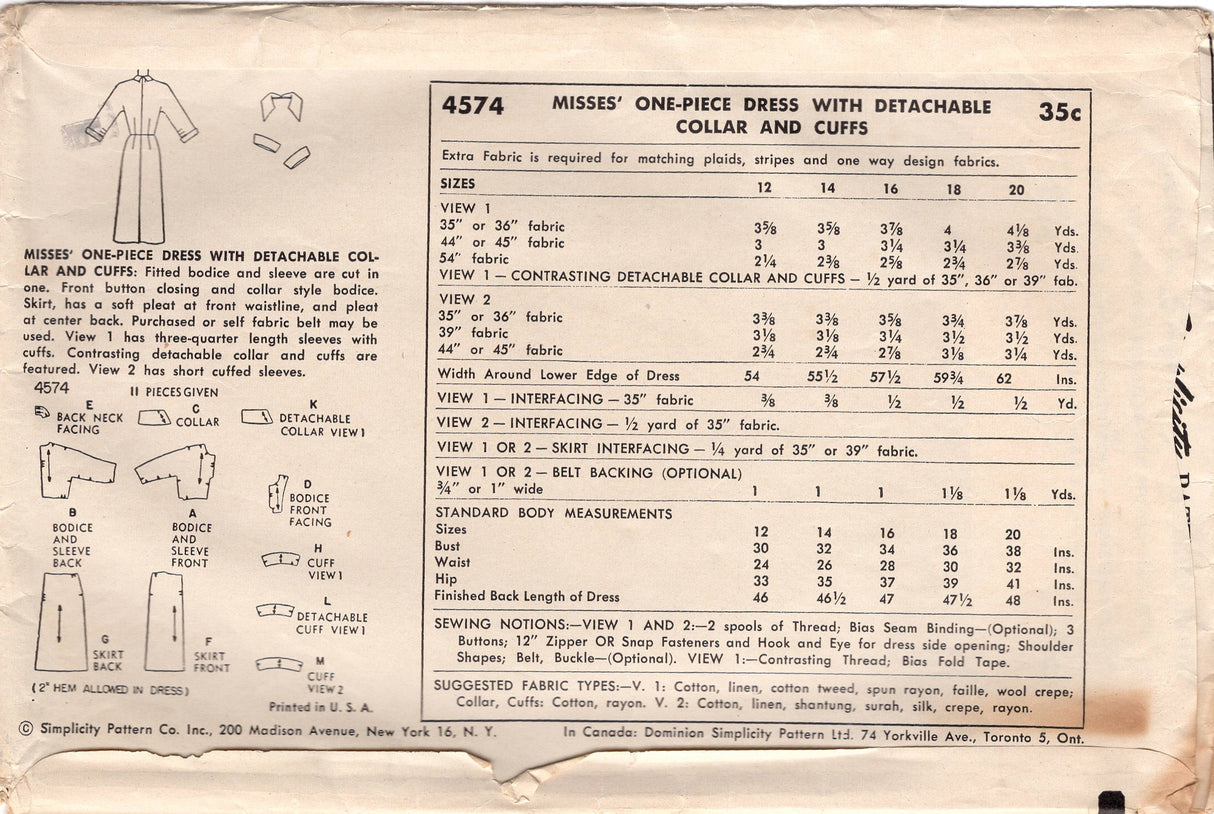 4574 MISSES' ONE-PIECE DRESS WITH DETACHABLE 35c
COLLAR AND CUFFS
Extra Fabric is required for matching plaids, stripes and one way design fabrics.
SIZES 12 14 16 18 20
VIEW 1
35" or 36" fabric 3⅝ 3⅝ 3⅞ 4 4⅛ Yds.
44" or 45" fabric 3 3 3¼ 3¼ 3⅜ Yds.
54" fabric 2¼ 2⅜ 2⅝ 2¾ 2⅞ Yds.
VIEW 1 — CONTRASTING DETACHABLE COLLAR AND CUFFS — ½ yard of 35", 36" or 39" fab.
VIEW 2
35" or 36" fabric 3⅜ 3⅜ 3⅝ 3¾ 3⅞ Yds.
39" fabric 3⅛ 3⅛ 3¼ 3½ 3½ Yds.
44" or 45" fabric 2¾ 2¾ 2⅞ 3⅛ 3¼ Yds.
Width Around Lower Edge of Dress 54 55½ 57½ 59¾ 62 Ins.
VIEW 1 — INTERFACING — 35" fabric ⅜ ⅜ ½ ½ ½ Yd.
VIEW 2 — INTERFACING — ½ yard of 35" fabric.
VIEW 1 OR 2 — SKIRT INTERFACING — ¼ yard of 35" or 39" fabric.
VIEW 1 OR 2 — BELT BACKING (OPTIONAL)
¾" or 1" wide 1 1 1 1⅛ 1⅛ Yds.
STANDARD BODY MEASUREMENTS
Sizes 12 14 16 18 20
Bust 30 32 34 36 38 Ins.
Waist 24 26 28 30 32 Ins.
Hip 33 35 37 39 41 Ins.
Finished Back Length of Dress 46 46½ 47 47½ 48 Ins.
SEWING NOTIONS:—VIEW 1 AND 2:—2 spools of Thread; Bias Seam Binding—(Optional); 3
Buttons; 12" Zipper OR Snap Fasteners and Hook and Eye for dress side opening; Shoulder
Shapes; Belt, Buckle—(Optional). VIEW 1:—Contrasting Thread; Bias Fold Tape.
SUGGESTED FABRIC TYPES:—V. 1: Cotton, linen, cotton tweed, spun rayon, faille, wool crepe;
Collar, Cuffs: Cotton, rayon. V. 2: Cotton, linen, shantung, surah, silk, crepe, rayon.
MISSES' ONE-PIECE DRESS WITH DETACHABLE COL-
LAR AND CUFFS: Fitted bodice and sleeve are cut in
one. Front button closing and collar style bodice.
Skirt, has a soft pleat at front waistline, and pleat
at center back. Purchased or self fabric belt may be
used. View 1 has three-quarter length sleeves with
cuffs. Contrasting detachable collar and cuffs are
featured. View 2 has short cuffed sleeves.
4574 11 PIECES GIVEN
E
BACK NECK
FACING
C
COLLAR
K
DETACHABLE
COLLAR VIEW 1
B
BODICE
AND
SLEEVE
BACK
A
BODICE
AND
SLEEVE
FRONT
D
BODICE
FRONT
FACING
H
CUFF
VIEW 1
L
DETACHABLE
CUFF VIEW 1
G
SKIRT
BACK
F
SKIRT
FRONT
M
CUFF
VIEW 2
(2" HEM ALLOWED IN DRESS)
Printed in U. S. A.
© Simplicity Pattern Co. Inc., 200 Madison Avenue, New York 16, N. Y. In Canada: Dominion Simplicity Pattern Ltd. 74 Yorkville Ave., Toronto 5, Ont.